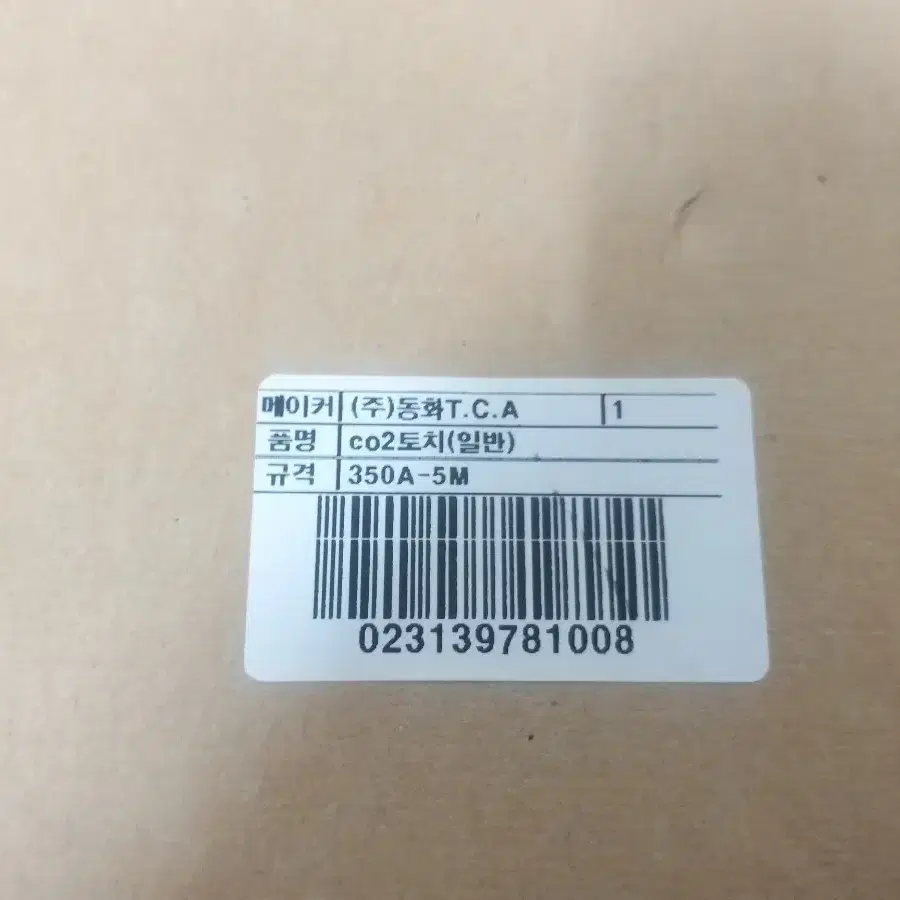 메이커 (주)동화T.C.A 1
품명 co2토치(일반)
규격 350A-5M
023139781008